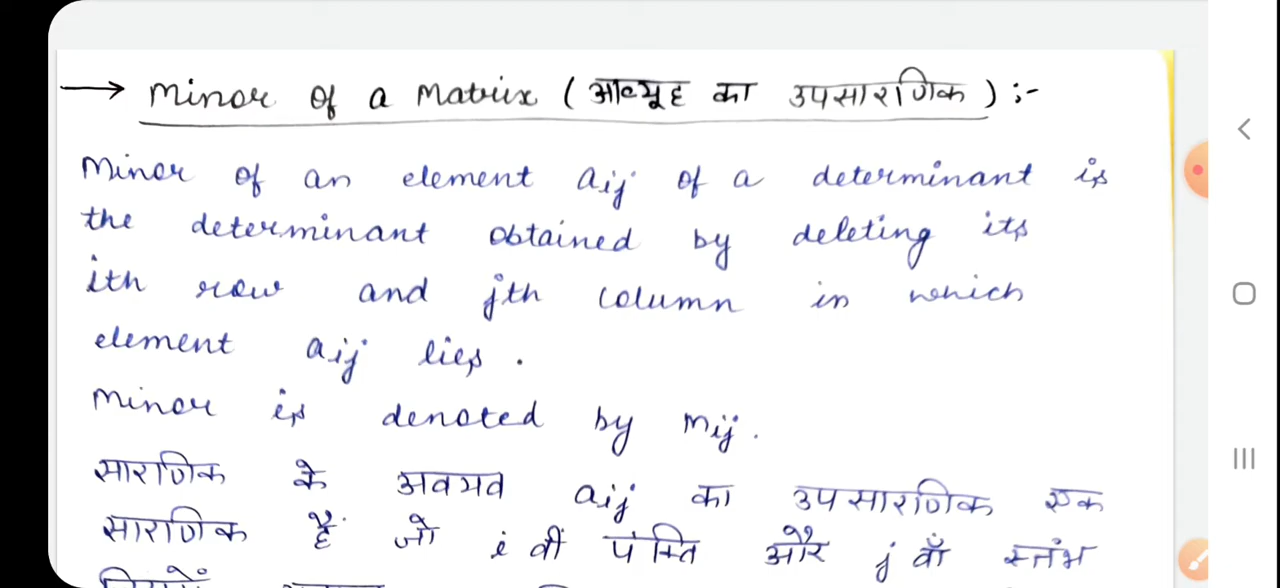 → Minor of a Matrix (आव्यूह का उपसारणिक) :-
Minor of an element aij of a determinant is
the determinant obtained by deleting its
ith row and jth column in which
element aij lies .
Minor is denoted by Mij .
सारणिक के अवयव aij का उपसारणिक एक
सारणिक है जो i वीं पंक्ति और j वाँ स्तंभ